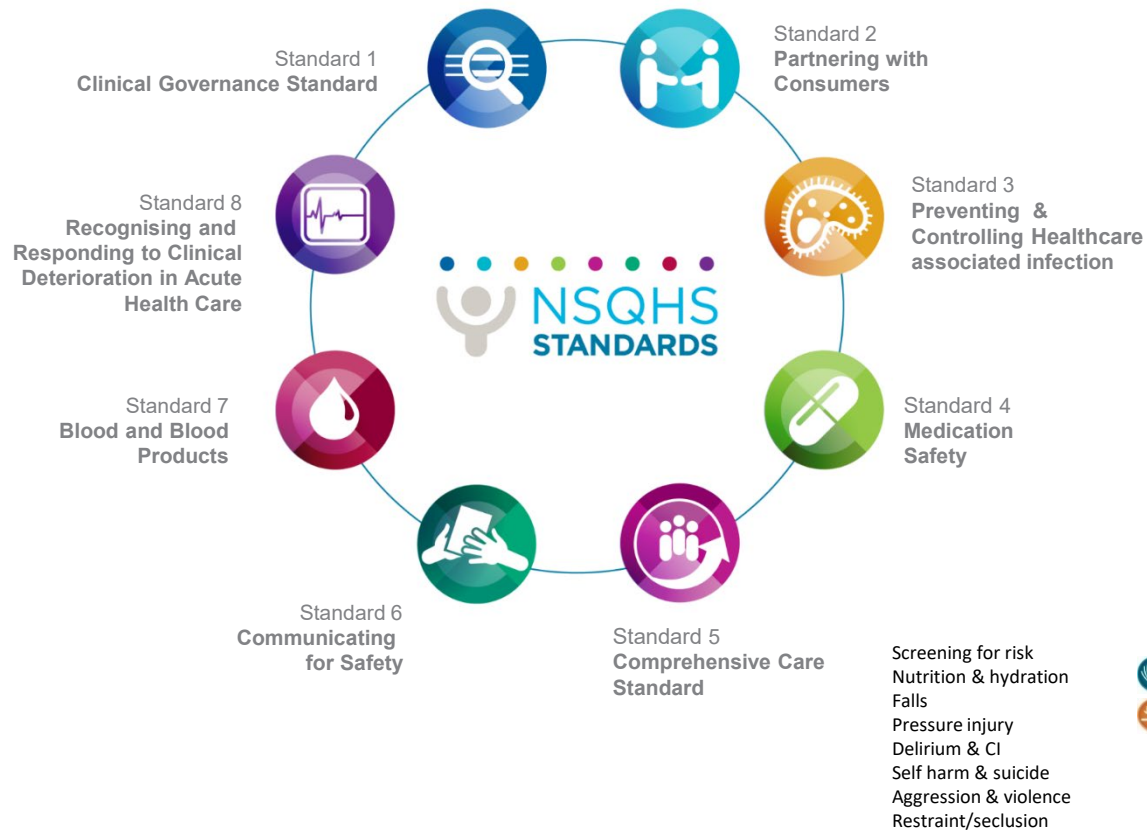 Standard 1
Clinical Governance Standard
Standard 2
Partnering with
Consumers
Standard 3
Preventing & 
Controlling Healthcare
associated infection
Standard 4
Medication
Safety
Standard 5
Comprehensive Care
Standard
Standard 6
Communicating
for Safety
Standard 7
Blood and Blood
Products
Standard 8
Recognising and
Responding to Clinical
Deterioration in Acute
Health Care
NSQHS
STANDARDS
Screening for risk
Nutrition & hydration
Falls
Pressure injury
Delirium & CI
Self harm & suicide
Aggression & violence
Restraint/seclusion